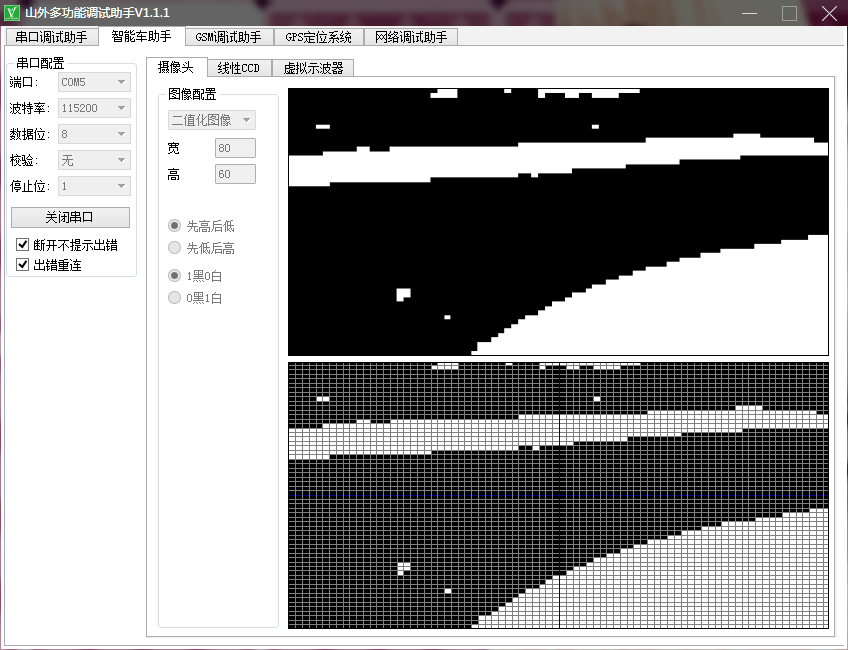 山外多功能调试助手V1.1.1
串口调试助手 智能车助手 GSM调试助手 GPS定位系统 网络调试助手
串口配置
端口: COM5
波特率: 115200
数据位: 8
校验: 无
停止位: 1
关闭串口
断开不提示出错
出错重连
摄像头 线性CCD 虚拟示波器
图像配置
二值化图像
宽 80
高 60
先高后低
先低后高
1黑0白
0黑1白